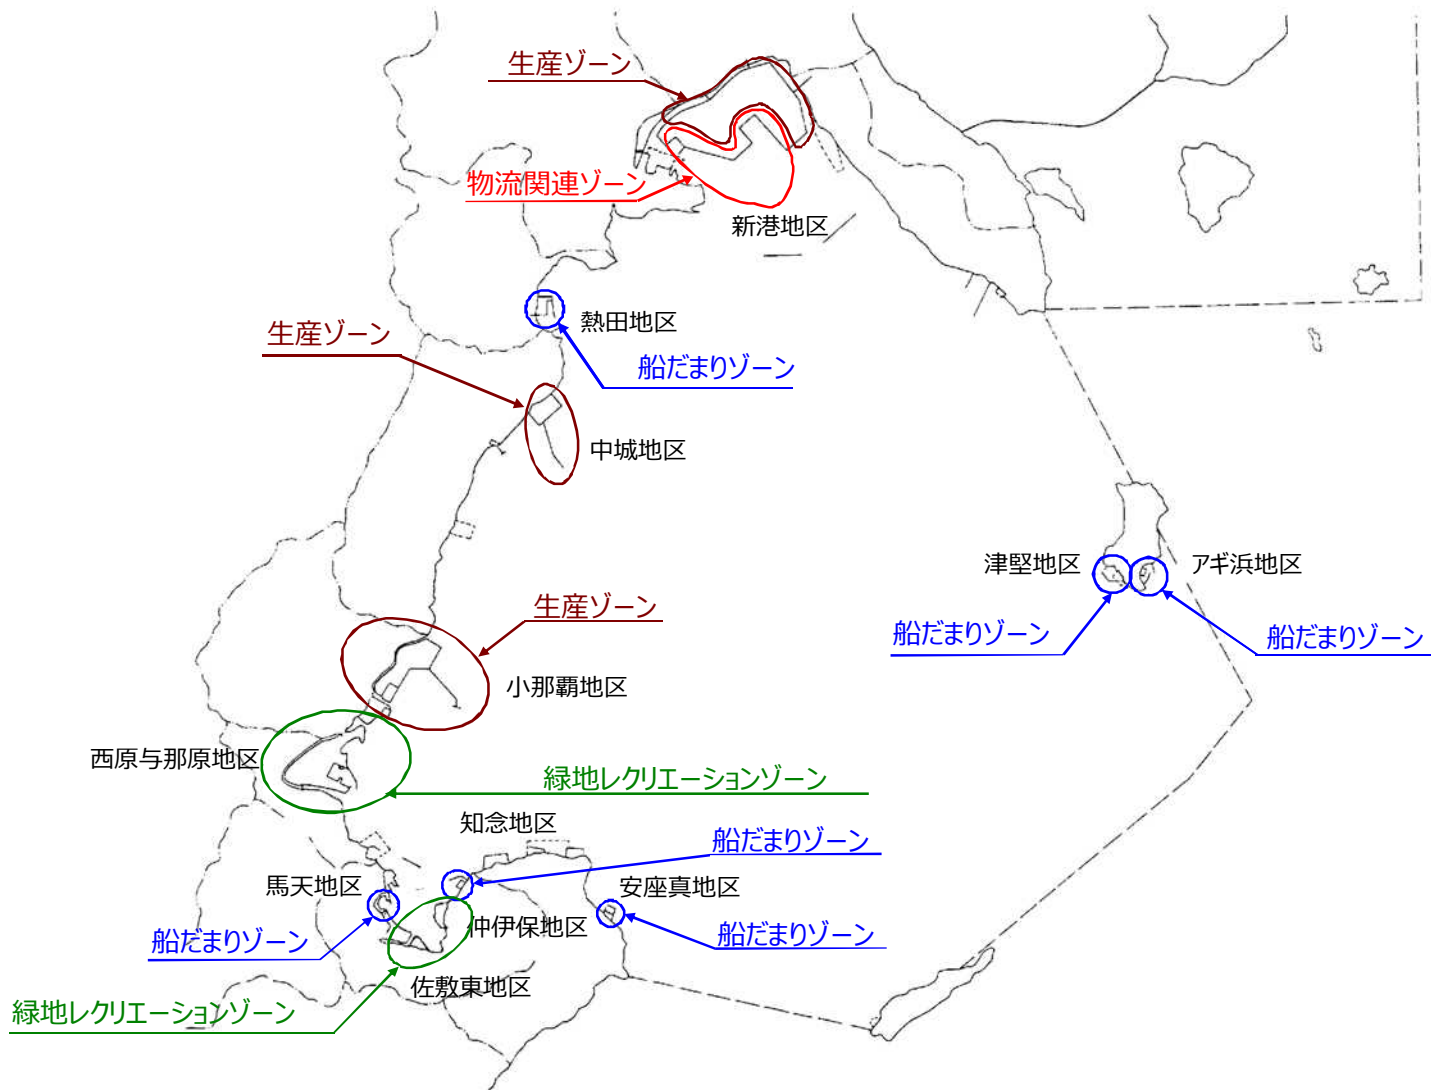 生産ゾーン
物流関連ゾーン
新港地区
熱田地区
生産ゾーン
船だまりゾーン
中城地区
津堅地区
アギ浜地区
生産ゾーン
船だまりゾーン
船だまりゾーン
小那覇地区
西原与那原地区
緑地レクリエーションゾーン
知念地区
船だまりゾーン
馬天地区
安座真地区
仲伊保地区
船だまりゾーン
船だまりゾーン
佐敷東地区
緑地レクリエーションゾーン